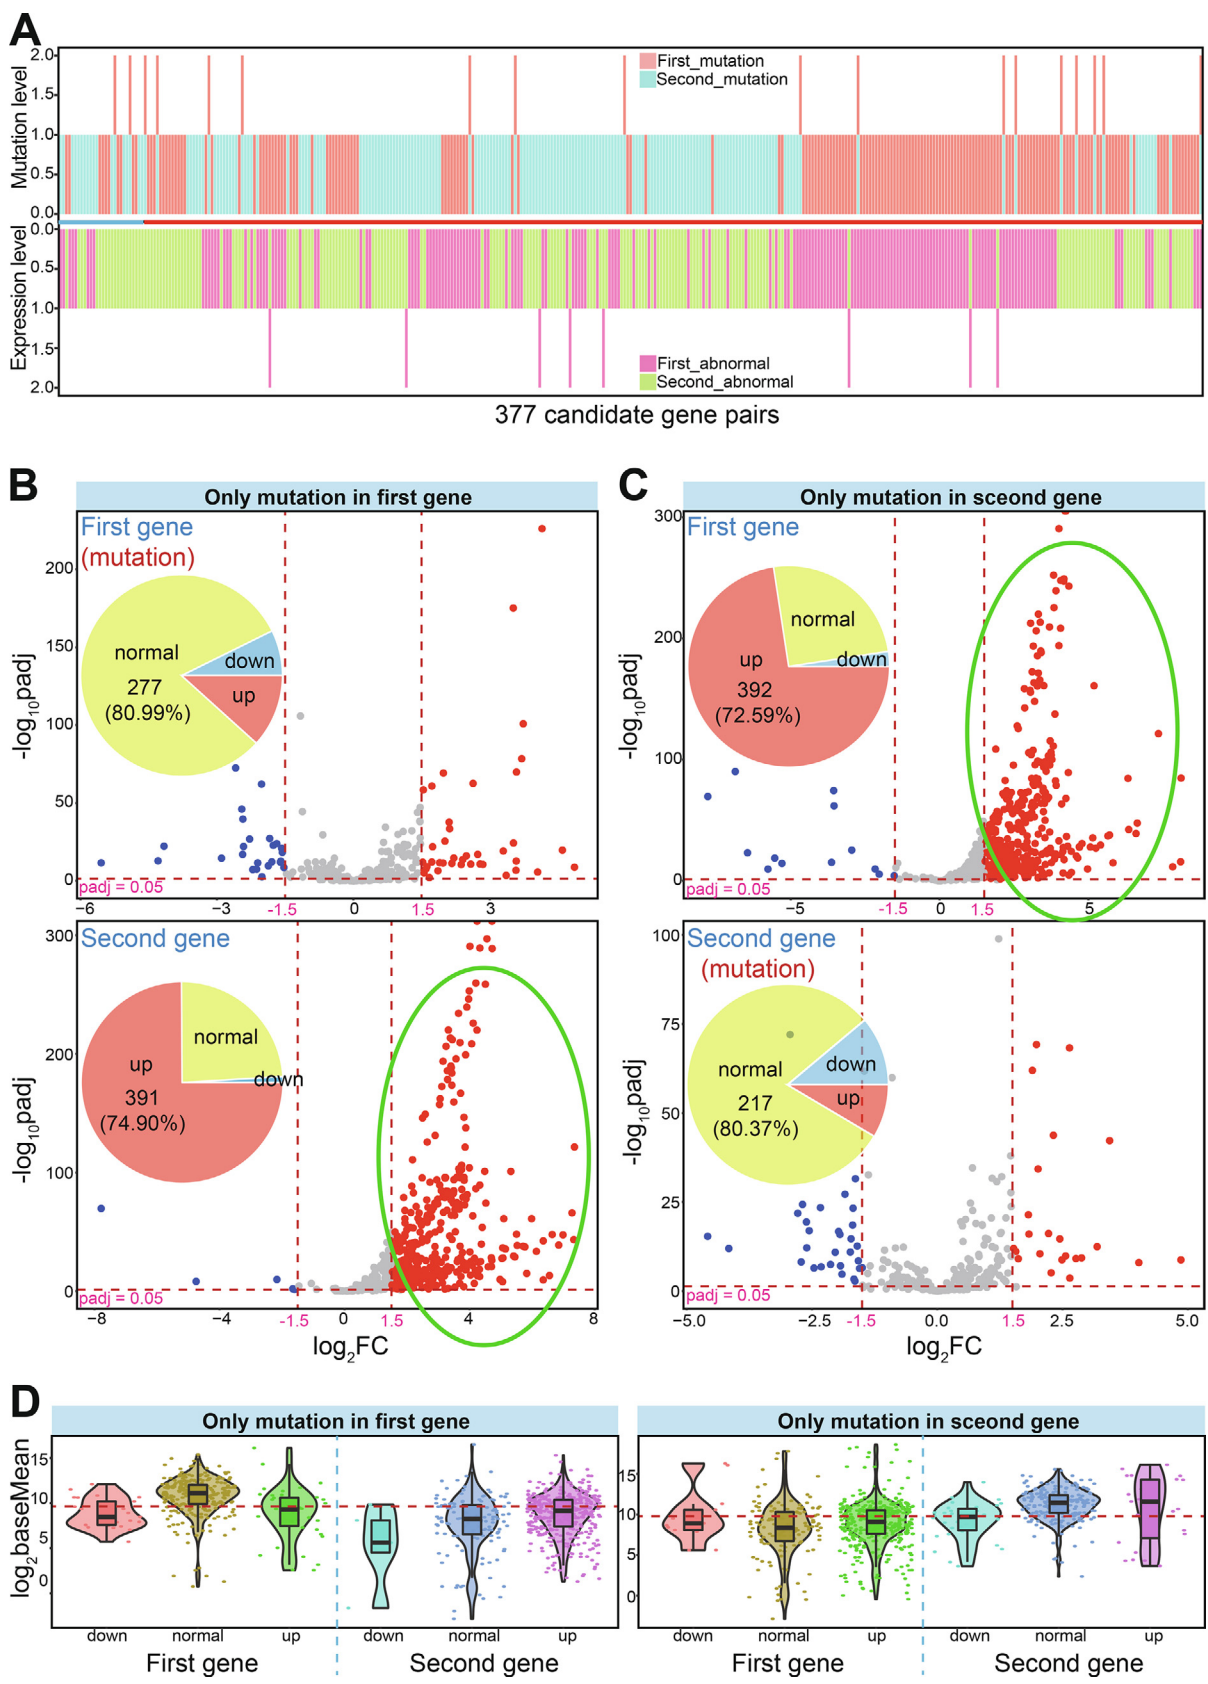 A
Mutation level
2.0
1.5
1.0
0.5
0.0
First_mutation
Second_mutation
Expression level
0.0
0.5
1.0
1.5
2.0
First_abnormal
Second_abnormal
377 candidate gene pairs
B
Only mutation in first gene
First gene
(mutation)
-log10padj
200
150
100
50
0
normal
277
(80.99%)
down
up
padj = 0.05
−6 −3 -1.5 0 1.5 3
Second gene
-log10padj
300
200
100
0
normal
up
391
(74.90%)
down
padj = 0.05
−8 −4 -1.5 0 1.5 4 8
log2FC
C
Only mutation in sceond gene
First gene
-log10padj
300
200
100
0
normal
up
392
(72.59%)
down
padj = 0.05
−5 -1.5 0 1.5 5
Second gene
(mutation)
-log10padj
100
75
50
25
0
normal
217
(80.37%)
down
up
padj = 0.05
−5.0 −2.5 -1.5 0.0 1.5 2.5 5.0
log2FC
D
Only mutation in first gene
log2baseMean
15
10
5
0
down normal up down normal up
First gene Second gene
Only mutation in sceond gene
15
10
5
0
down normal up down normal up
First gene Second gene